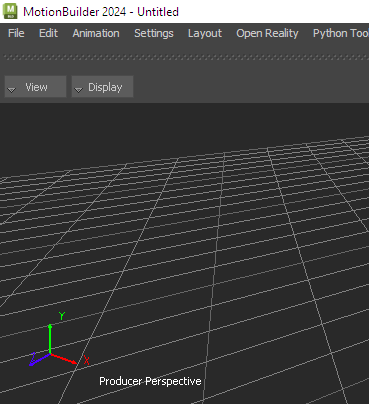 MotionBuilder 2024 - Untitled
File Edit Animation Settings Layout Open Reality Python Too
View Display
Y
X
Producer Perspective